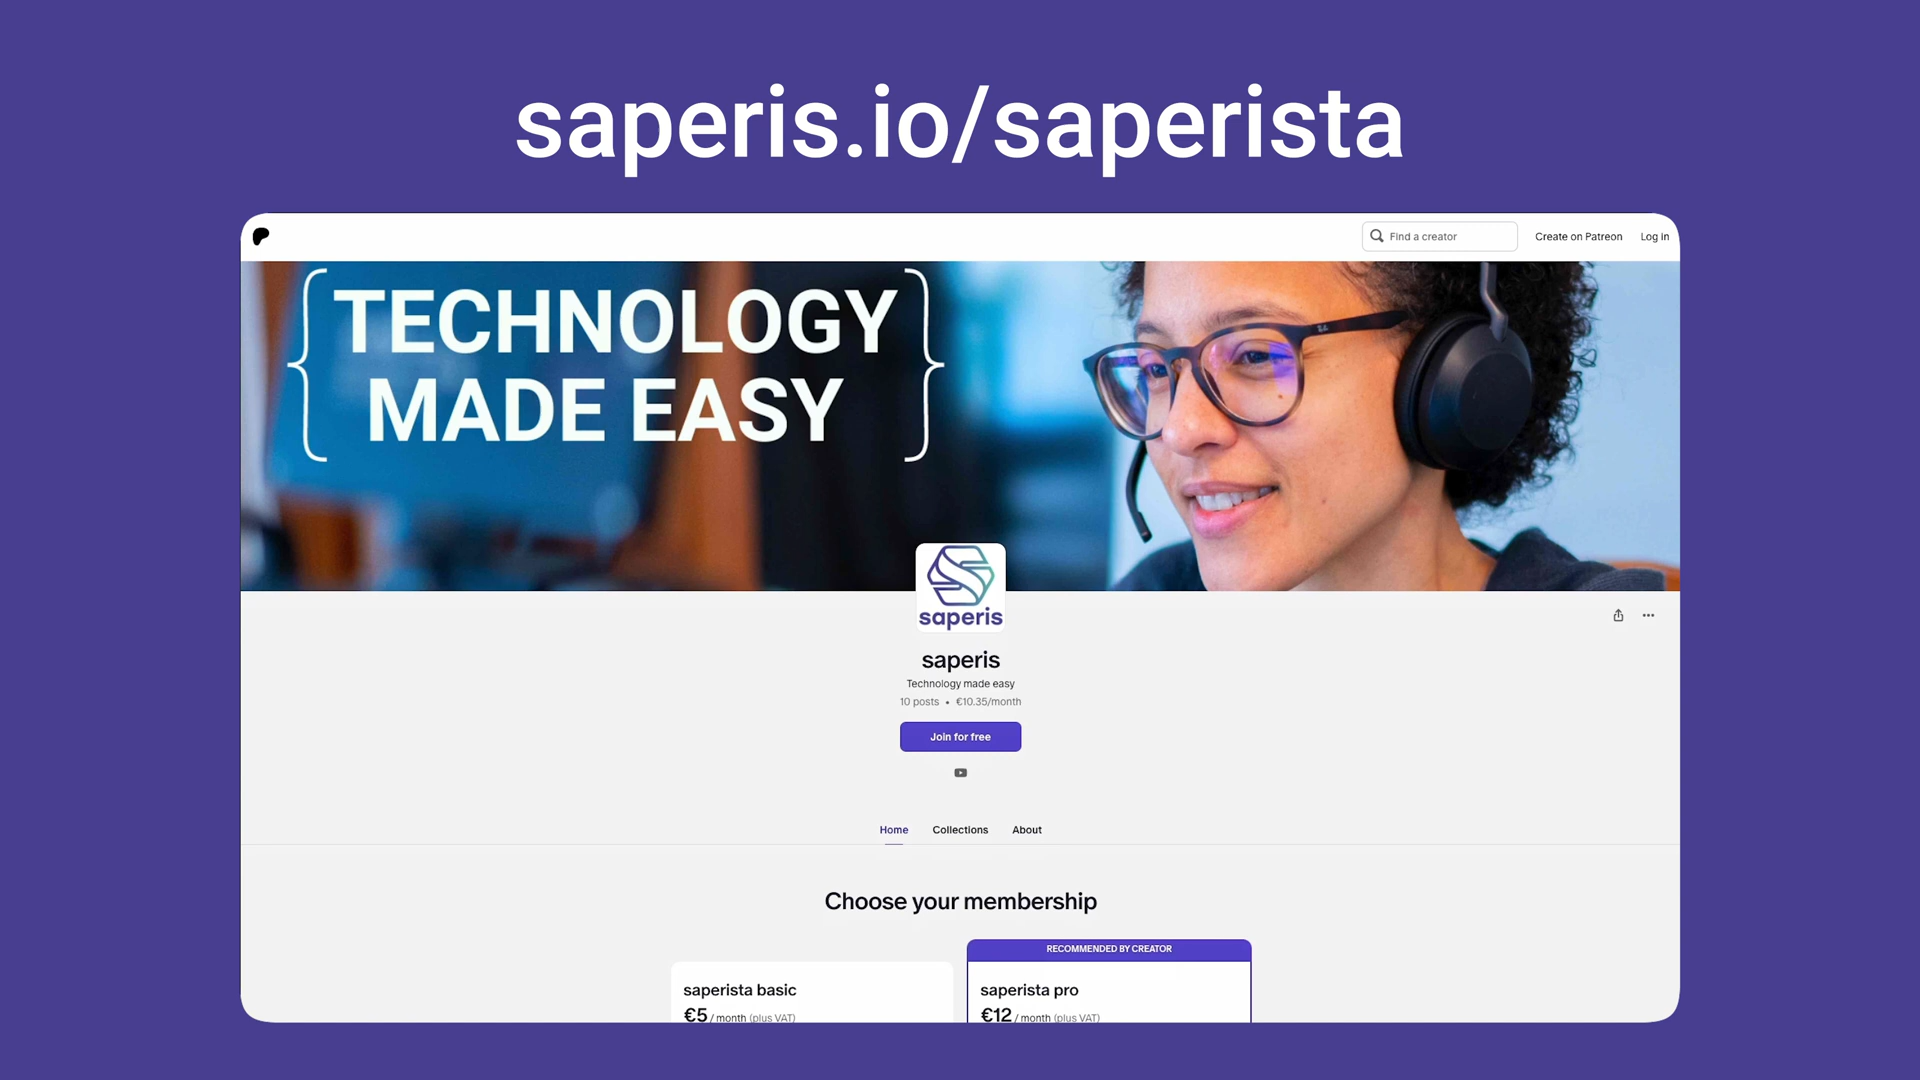 saperis.io/saperista
Find a creator
Create on Patreon
Log in
TECHNOLOGY
MADE EASY
saperis
saperis
Technology made easy
10 posts • €10.35/month
Join for free
Home
Collections
About
Choose your membership
RECOMMENDED BY CREATOR
saperista basic
€5 / month (plus VAT)
saperista pro
€12 / month (plus VAT)